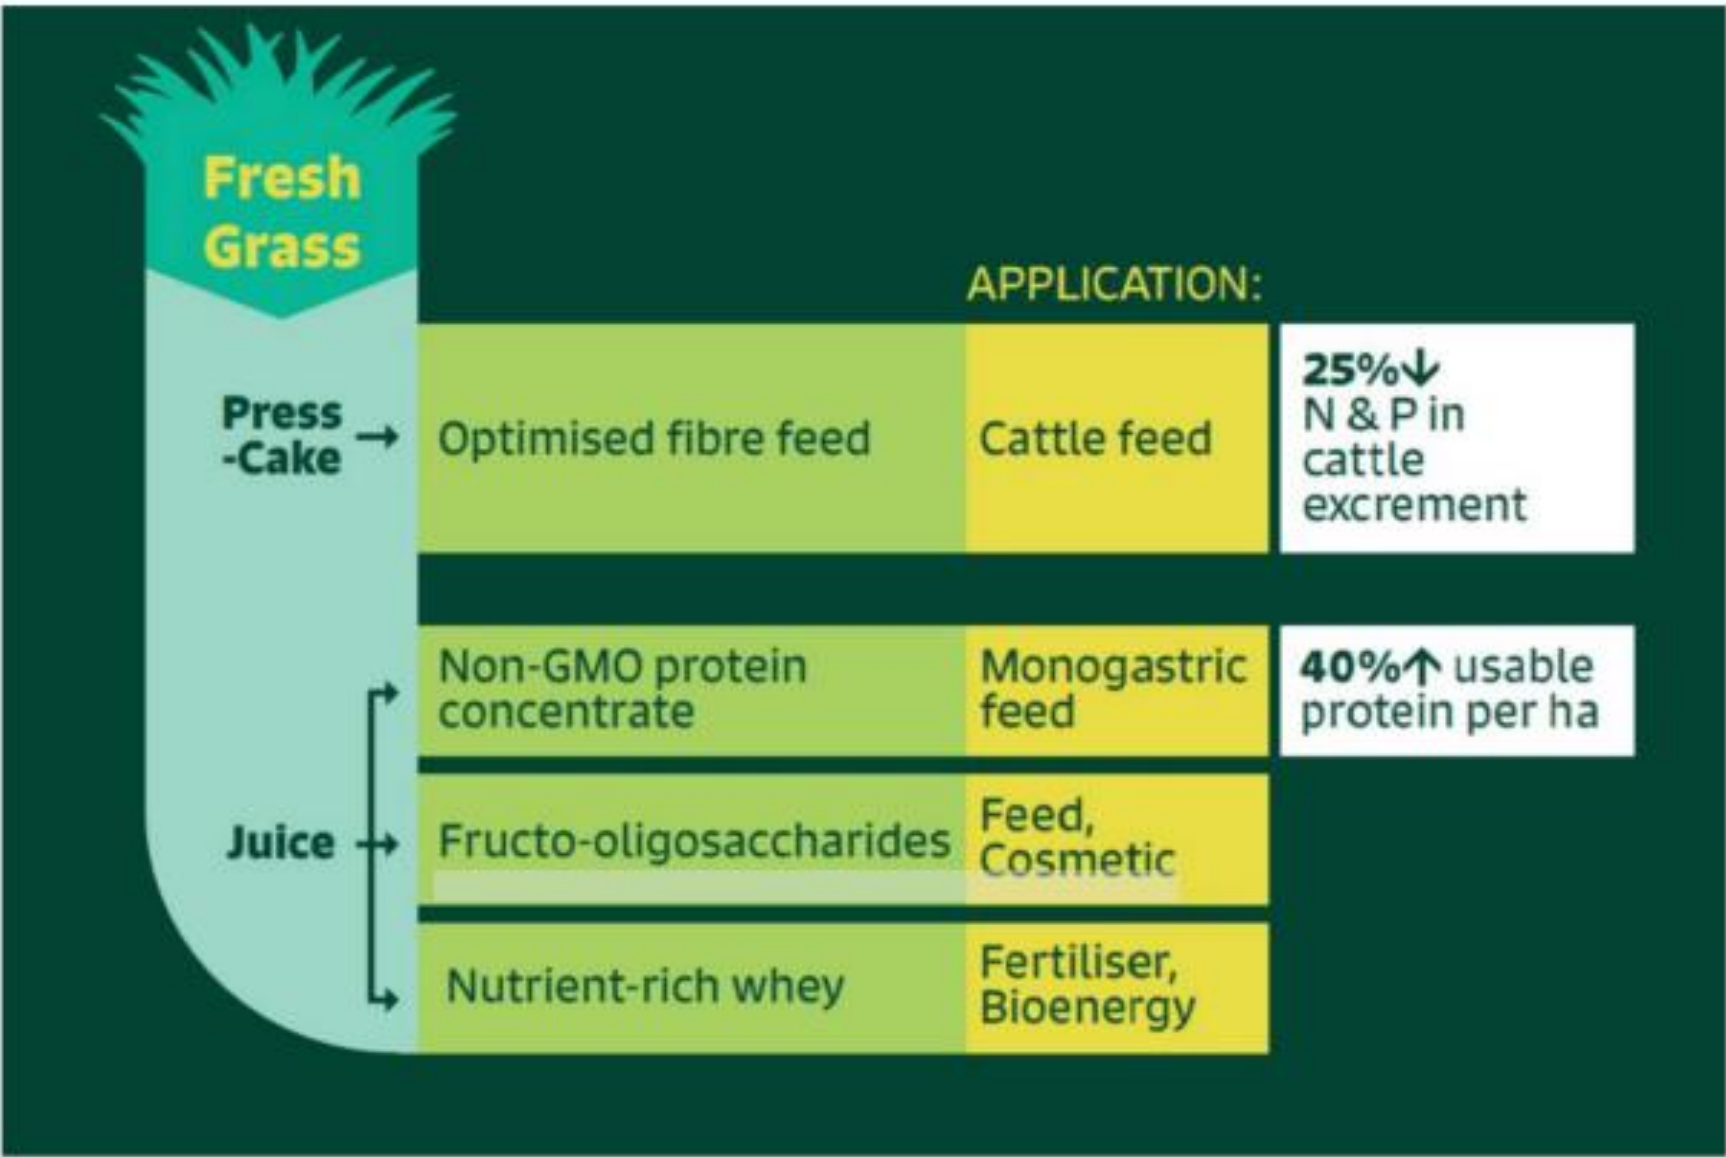 Fresh
Grass
APPLICATION:
Press
-Cake →
Optimised fibre feed
Cattle feed
25%↓
N & P in
cattle
excrement
Juice
Non-GMO protein
concentrate
Monogastric
feed
40%↑ usable
protein per ha
Fructo-oligosaccharides
Feed,
Cosmetic
Nutrient-rich whey
Fertiliser,
Bioenergy